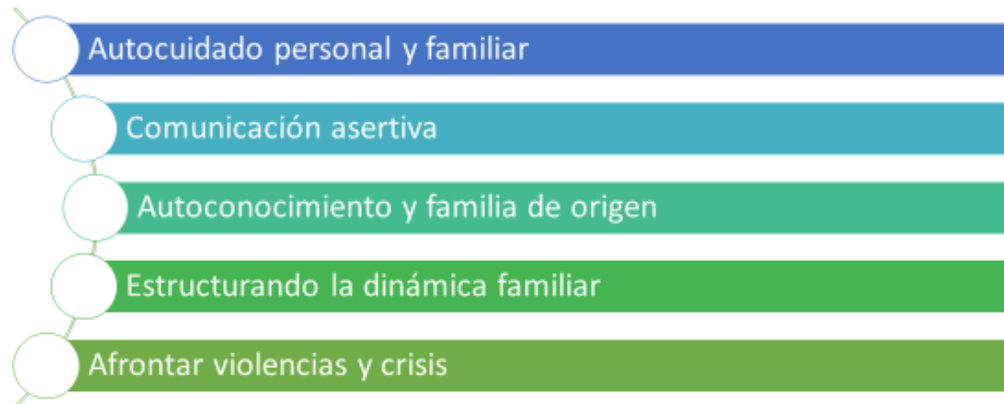 Autocuidado personal y familiar
Comunicación asertiva
Autoconocimiento y familia de origen
Estructurando la dinámica familiar
Afrontar violencias y crisis